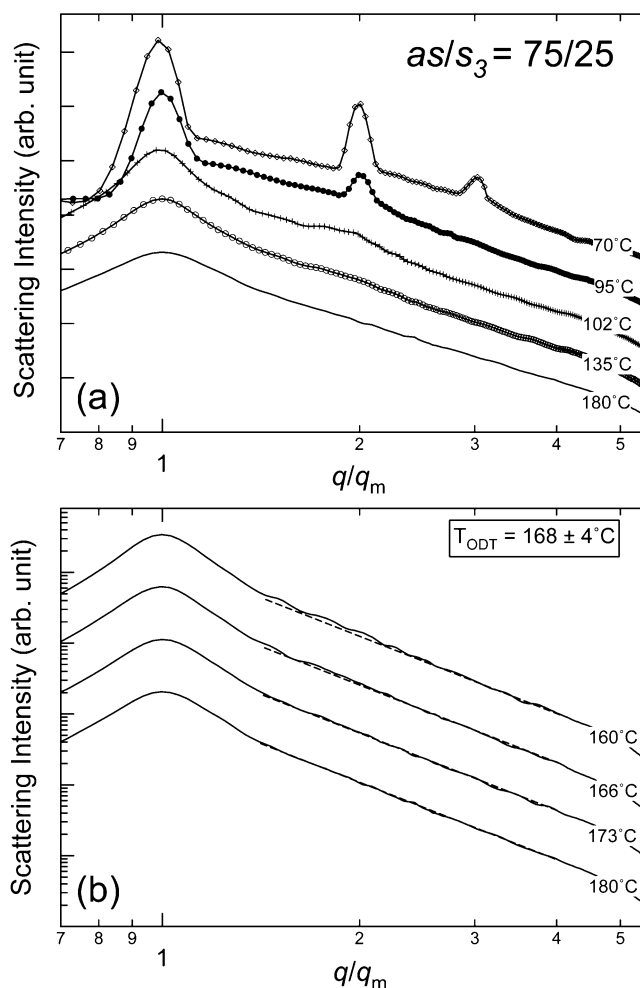 as/s3 = 75/25
Scattering Intensity (arb. unit)
70°C
95°C
102°C
135°C
180°C
(a)
7 8 9 1 2 3 4 5
q/qm
TODT = 168 ± 4°C
Scattering Intensity (arb. unit)
160°C
166°C
173°C
180°C
(b)
7 8 9 1 2 3 4 5
q/qm